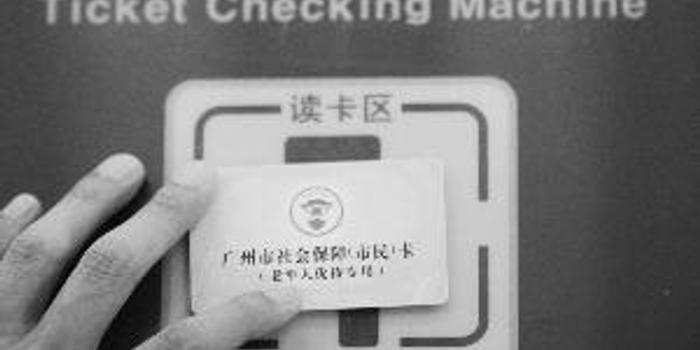 Ticket Checking Machine
读卡区
广州市社会保障(市民)卡
(老年人优待专用)